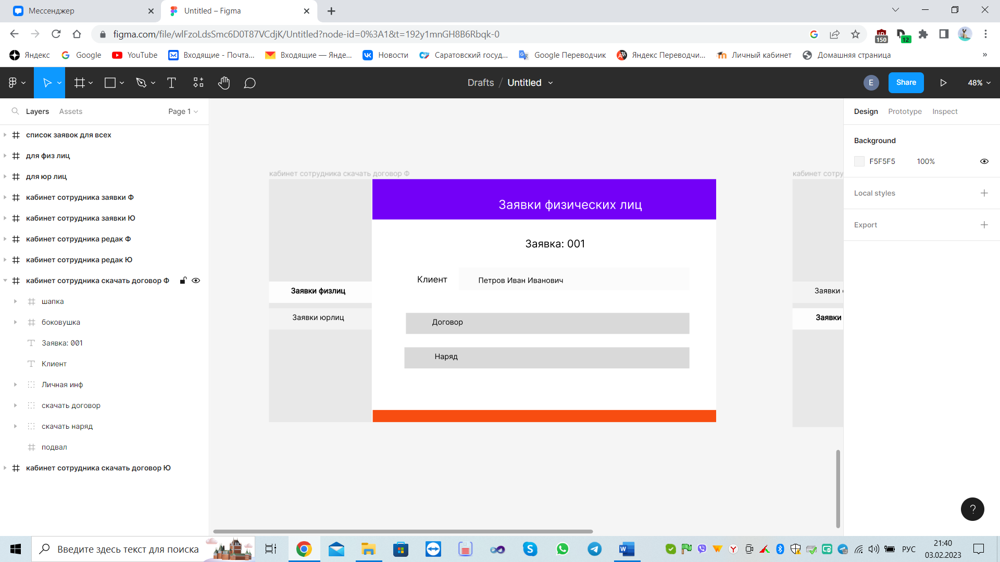 Мессенджер
Untitled – Figma
figma.com/file/wlFzoLdsSmc6D0T87VCdjK/Untitled?node-id=0%3A1&t=192y1mnGH8B6Rbqk-0
150
12
Яндекс
Google
YouTube
Входящие - Почта...
Входящие — Янде...
Новости
Саратовский госуд...
Google Переводчик
Яндекс Переводчи...
Личный кабинет
Домашняя страница
»
Drafts / Untitled
E
Share
48%
Layers
Assets
Page 1
список заявок для всех
для физ лиц
для юр лиц
кабинет сотрудника заявки Ф
кабинет сотрудника заявки Ю
кабинет сотрудника редак Ф
кабинет сотрудника редак Ю
кабинет сотрудника скачать договор Ф
шапка
боковушка
Заявка: 001
Клиент
Личная инф
скачать договор
скачать наряд
подвал
кабинет сотрудника скачать договор Ю
кабинет сотрудника скачать договор Ф
Заявки физических лиц
Заявка: 001
Клиент
Петров Иван Иванович
Заявки физлиц
Заявки юрлиц
Договор
Наряд
кабинет сотру
Заявки
Заявки
Design
Prototype
Inspect
Background
F5F5F5
100%
Local styles
Export
?
Введите здесь текст для поиска
РУС
21:40
03.02.2023